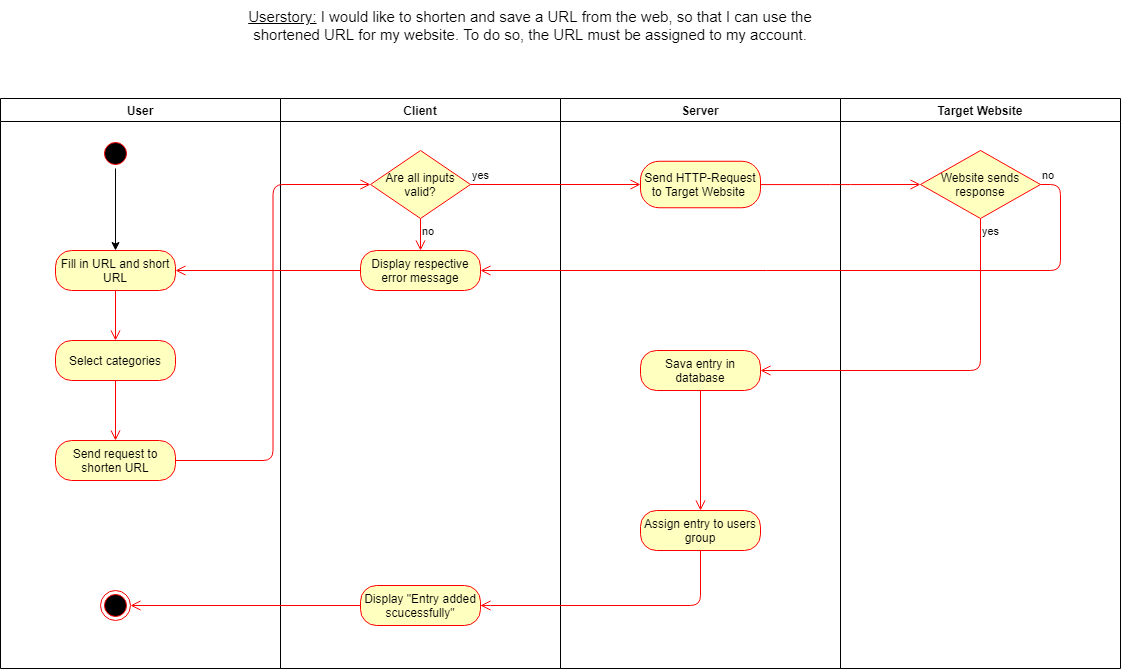 Userstory: I would like to shorten and save a URL from the web, so that I can use the
shortened URL for my website. To do so, the URL must be assigned to my account.
User
Client
Server
Target Website
Are all inputs
valid?
yes
no
Send HTTP-Request
to Target Website
Website sends
response
no
yes
Fill in URL and short
URL
Display respective
error message
Select categories
Sava entry in
database
Send request to
shorten URL
Assign entry to users
group
Display "Entry added
scucessfully"